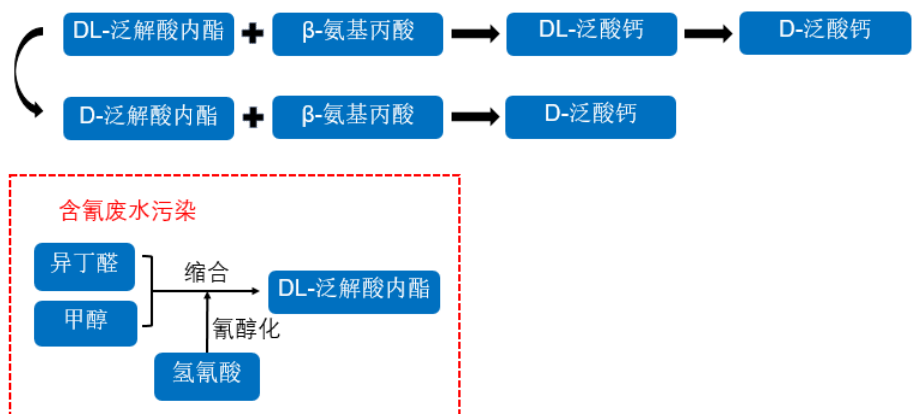 DL-泛解酸内酯 + β-氨基丙酸 DL-泛酸钙 D-泛酸钙
D-泛解酸内酯 + β-氨基丙酸 D-泛酸钙
含氰废水污染
异丁醛
缩合
DL-泛解酸内酯
甲醇
氰醇化
氢氰酸